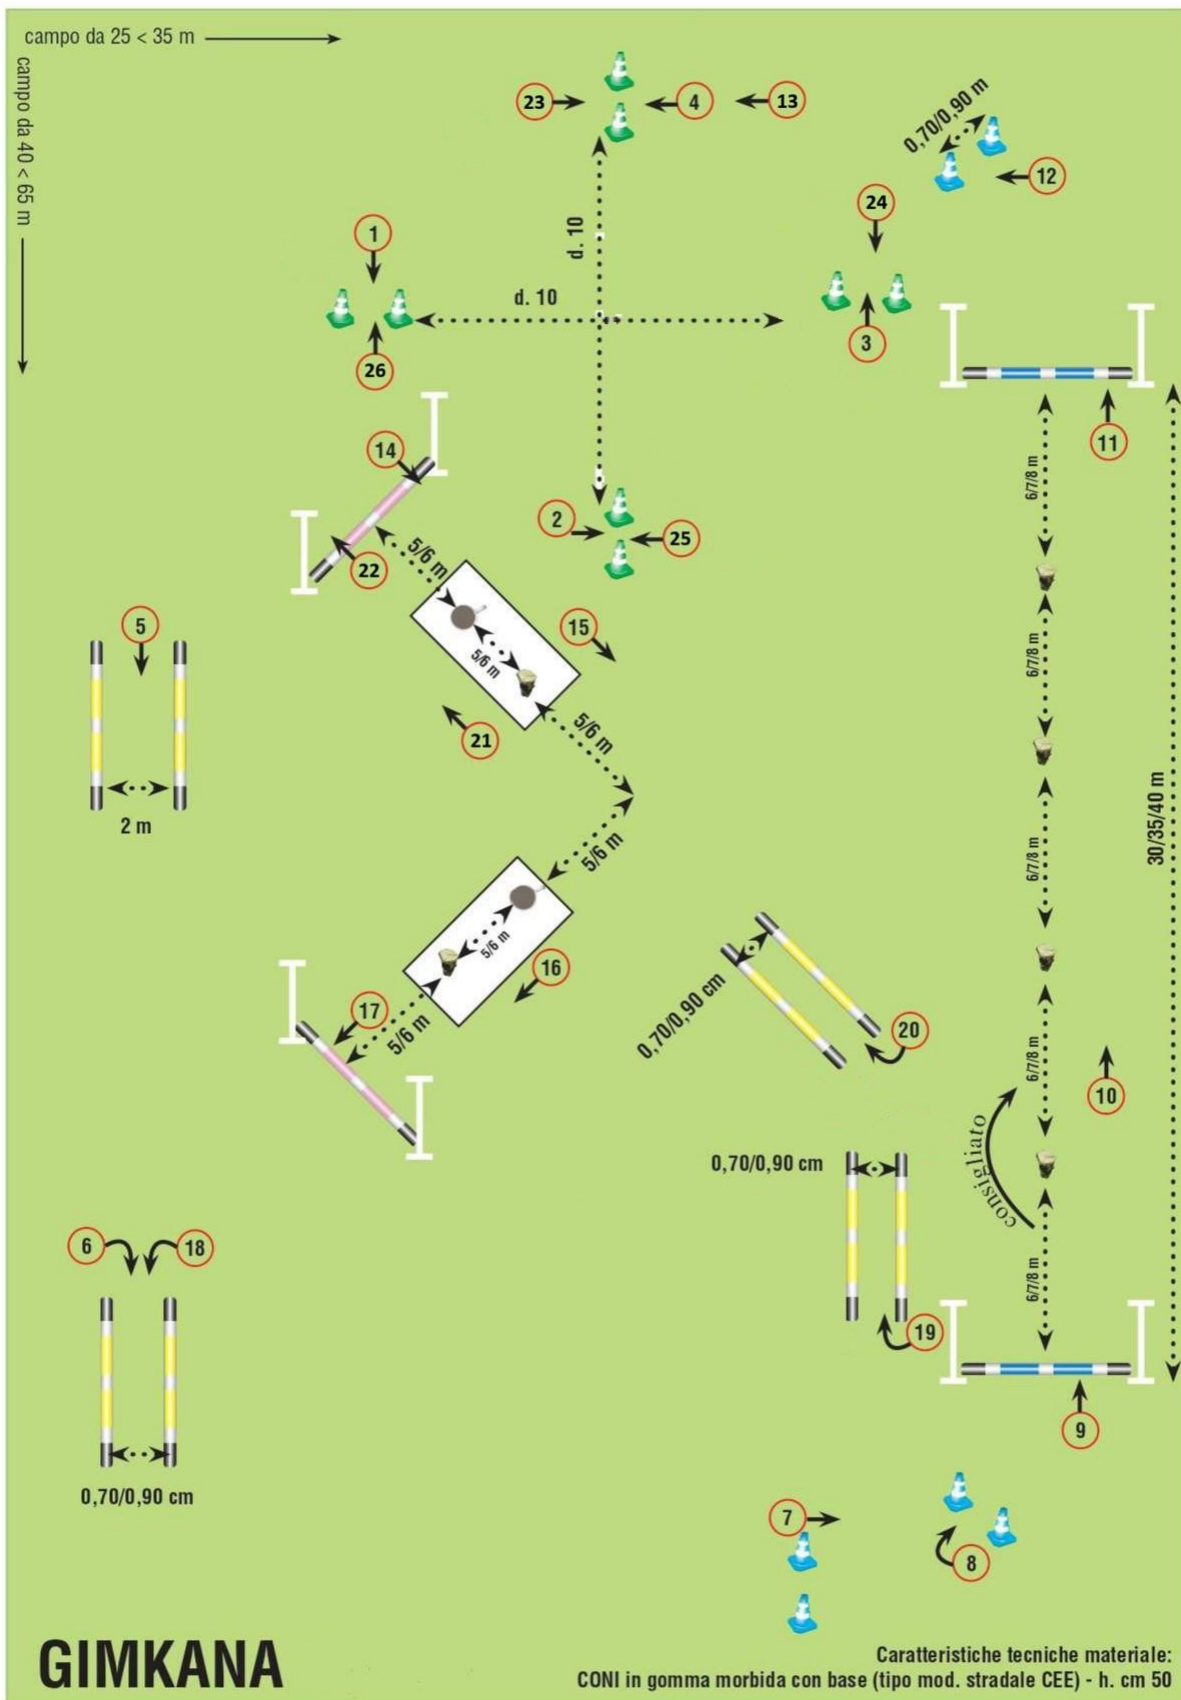 campo da 25 < 35 m
campo da 40 < 65 m
23
4
13
0,70/0,90 m
12
24
1
d. 10
d. 10
3
26
11
14
6/7/8 m
2
25
22
5/6 m
5
15
5/6 m
6/7/8 m
21
5/6 m
2 m
30/35/40 m
5/6 m
6/7/8 m
5/6 m
16
0,70/0,90 cm
17
5/6 m
20
6/7/8 m
10
consigliato
0,70/0,90 cm
6
18
6/7/8 m
19
9
0,70/0,90 cm
7
8
GIMKANA
Caratteristiche tecniche materiale:
CONI in gomma morbida con base (tipo mod. stradale CEE) - h. cm 50